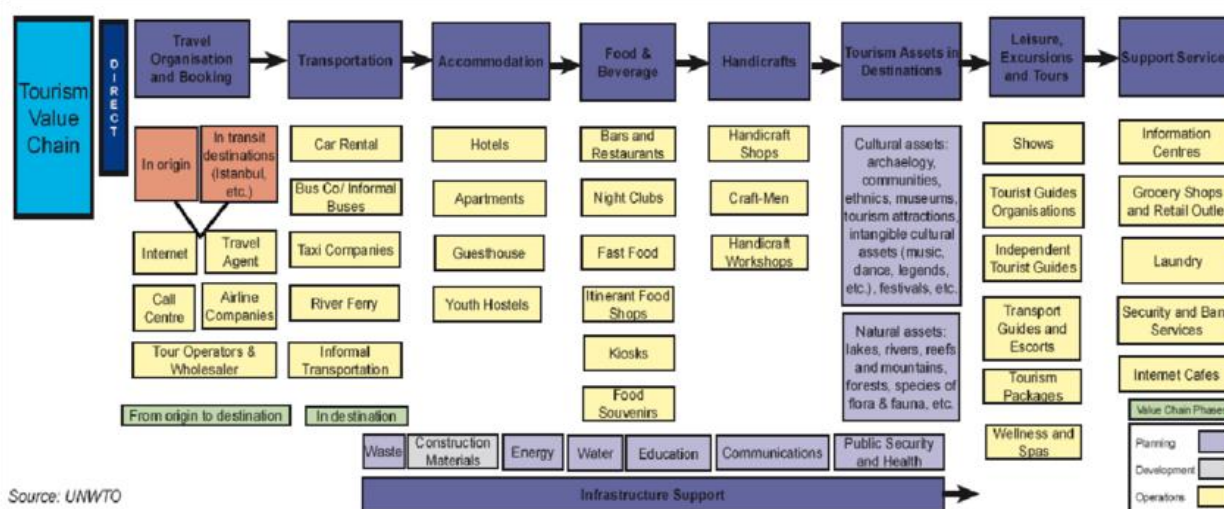 Tourism
Value
Chain
DIRECT
Travel
Organisation
and Booking
Transportation
Accommodation
Food &
Beverage
Handicrafts
Tourism Assets in
Destinations
Leisure,
Excursions
and Tours
Support Service
In origin
In transit
destinations
(Istanbul,
etc.)
Internet
Travel
Agent
Call
Centre
Airline
Companies
Tour Operators &
Wholesaler
From origin to destination
Car Rental
Bus Co/ Informal
Buses
Taxi Companies
River Ferry
Informal
Transportation
In destination
Hotels
Apartments
Guesthouse
Youth Hostels
Bars and
Restaurants
Night Clubs
Fast Food
Itinerant Food
Shops
Kiosks
Food
Souvenirs
Handicraft
Shops
Craft-Men
Handicraft
Workshops
Cultural assets:
archaelogy,
communities,
ethnics, museums,
tourism attractions,
intangible cultural
assets (music,
dance, legends,
etc.), festivals, etc.
Natural assets:
lakes, rivers, reefs
and mountains,
forests, species of
flora & fauna, etc.
Shows
Tourist Guides
Organisations
Independent
Tourist Guides
Transport
Guides and
Escorts
Tourism
Packages
Wellness and
Spas
Information
Centres
Grocery Shops
and Retail Outle
Laundry
Security and Ban
Services
Internet Cafes
Value Chain Phase
Planning
Development
Operations
Waste
Construction
Materials
Energy
Water
Education
Communications
Public Security
and Health
Infrastructure Support
Source: UNWTO